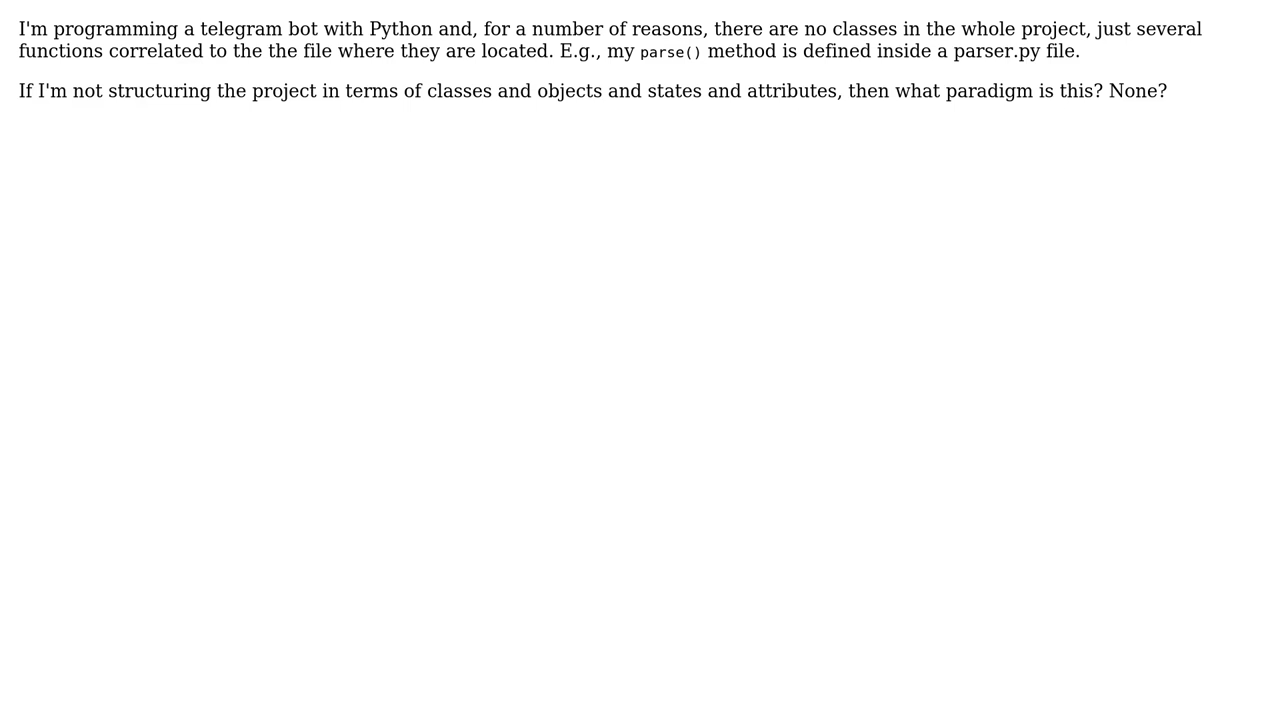 I'm programming a telegram bot with Python and, for a number of reasons, there are no classes in the whole project, just several
functions correlated to the the file where they are located. E.g., my parse() method is defined inside a parser.py file.
If I'm not structuring the project in terms of classes and objects and states and attributes, then what paradigm is this? None?